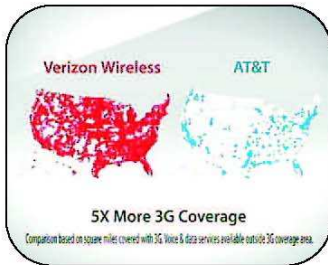 Verizon Wireless AT&T
5X More 3G Coverage
Comparison based on square miles covered with 3G. Voice & data services available outside 3G coverage area.